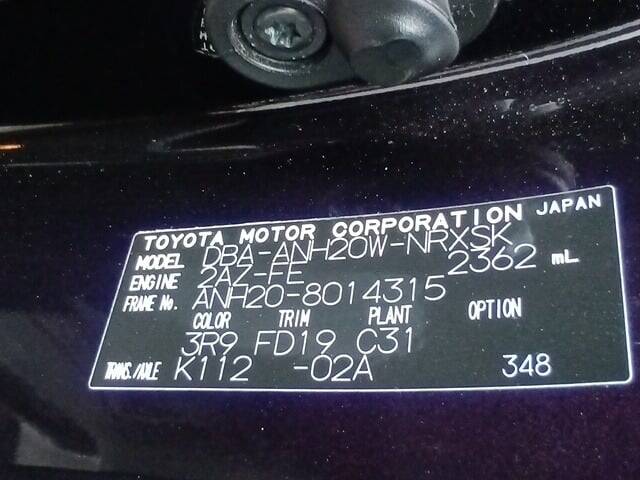 TOYOTA MOTOR CORPORATION JAPAN
MODEL DBA-ANH20W-NRXSK
ENGINE 2AZ-FE 2362 mL
FRAME No. ANH20-8014315
COLOR TRIM PLANT OPTION
3R9 FD19 C31
TRANS./AXLE K112 -02A 348